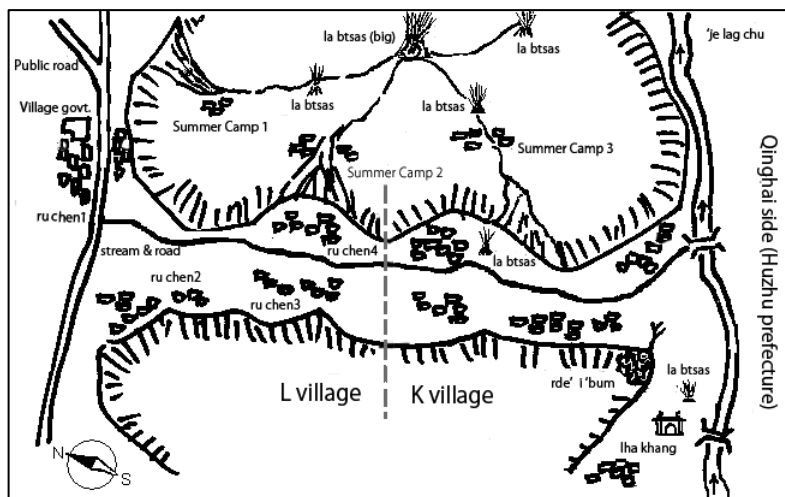 la btsas (big)
la btsas
'je lag chu
Public road
la btsas
la btsas
Village govt.
Summer Camp 1
Summer Camp 3
Summer Camp 2
ru chen1
ru chen4
stream & road
la btsas
ru chen2
ru chen3
Qinghai side (Huzhu prefecture)
la btsas
rde' i 'bum
L village
K village
lha khang
N
S